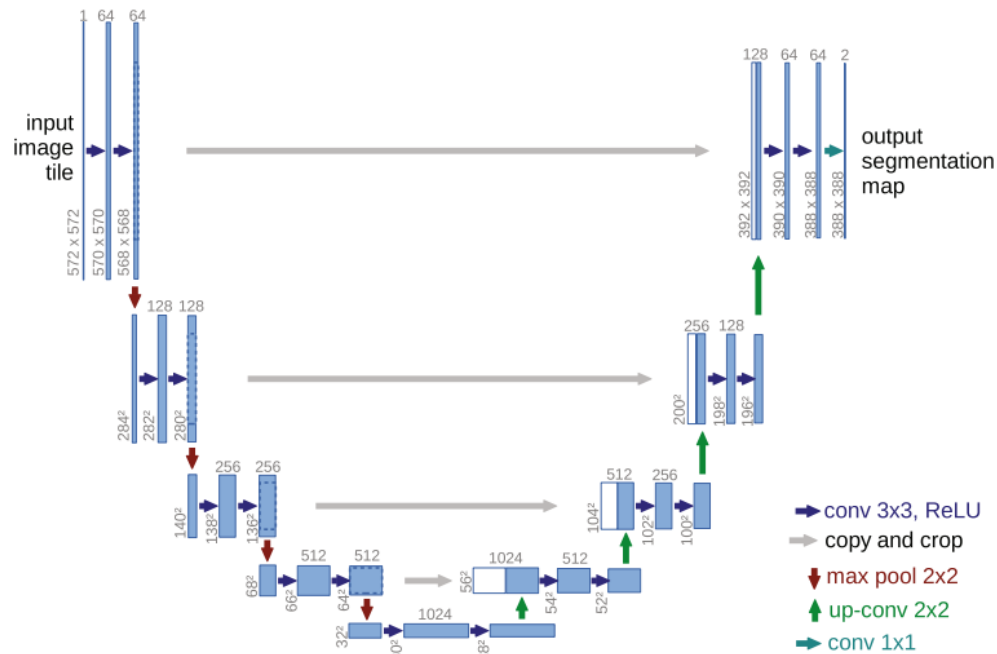 1 64 64
input
image
tile
572 x 572
570 x 570
568 x 568
128 64 64 2
output
segmentation
map
392 x 392
390 x 390
388 x 388
388 x 388
128 128
284²
282²
280²
256 128
200²
198²
196²
256 256
140²
138²
136²
512 256
104²
102²
100²
512 512
68²
66²
64²
1024 512
56²
54²
52²
1024
32²
0²
8²
conv 3x3, ReLU
copy and crop
max pool 2x2
up-conv 2x2
conv 1x1